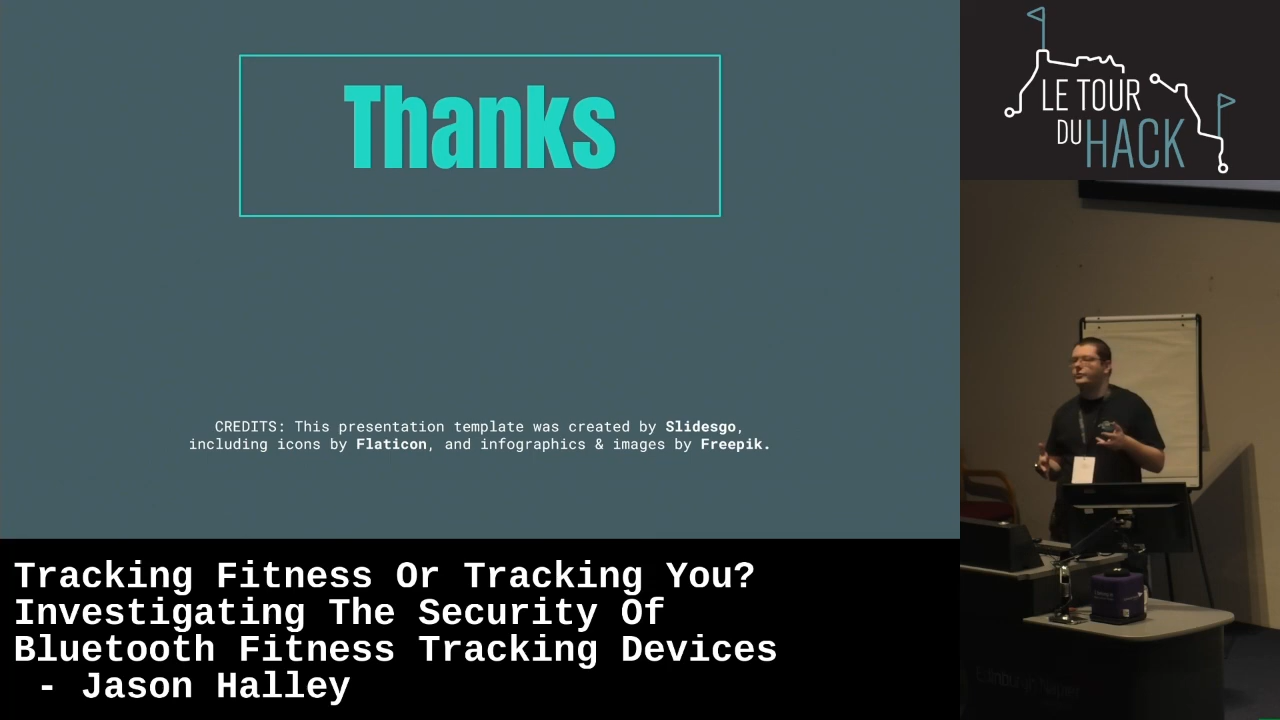 Thanks
CREDITS: This presentation template was created by Slidesgo,
including icons by Flaticon, and infographics & images by Freepik.
LE TOUR
DU HACK
Tracking Fitness Or Tracking You?
Investigating The Security Of
Bluetooth Fitness Tracking Devices
- Jason Halley